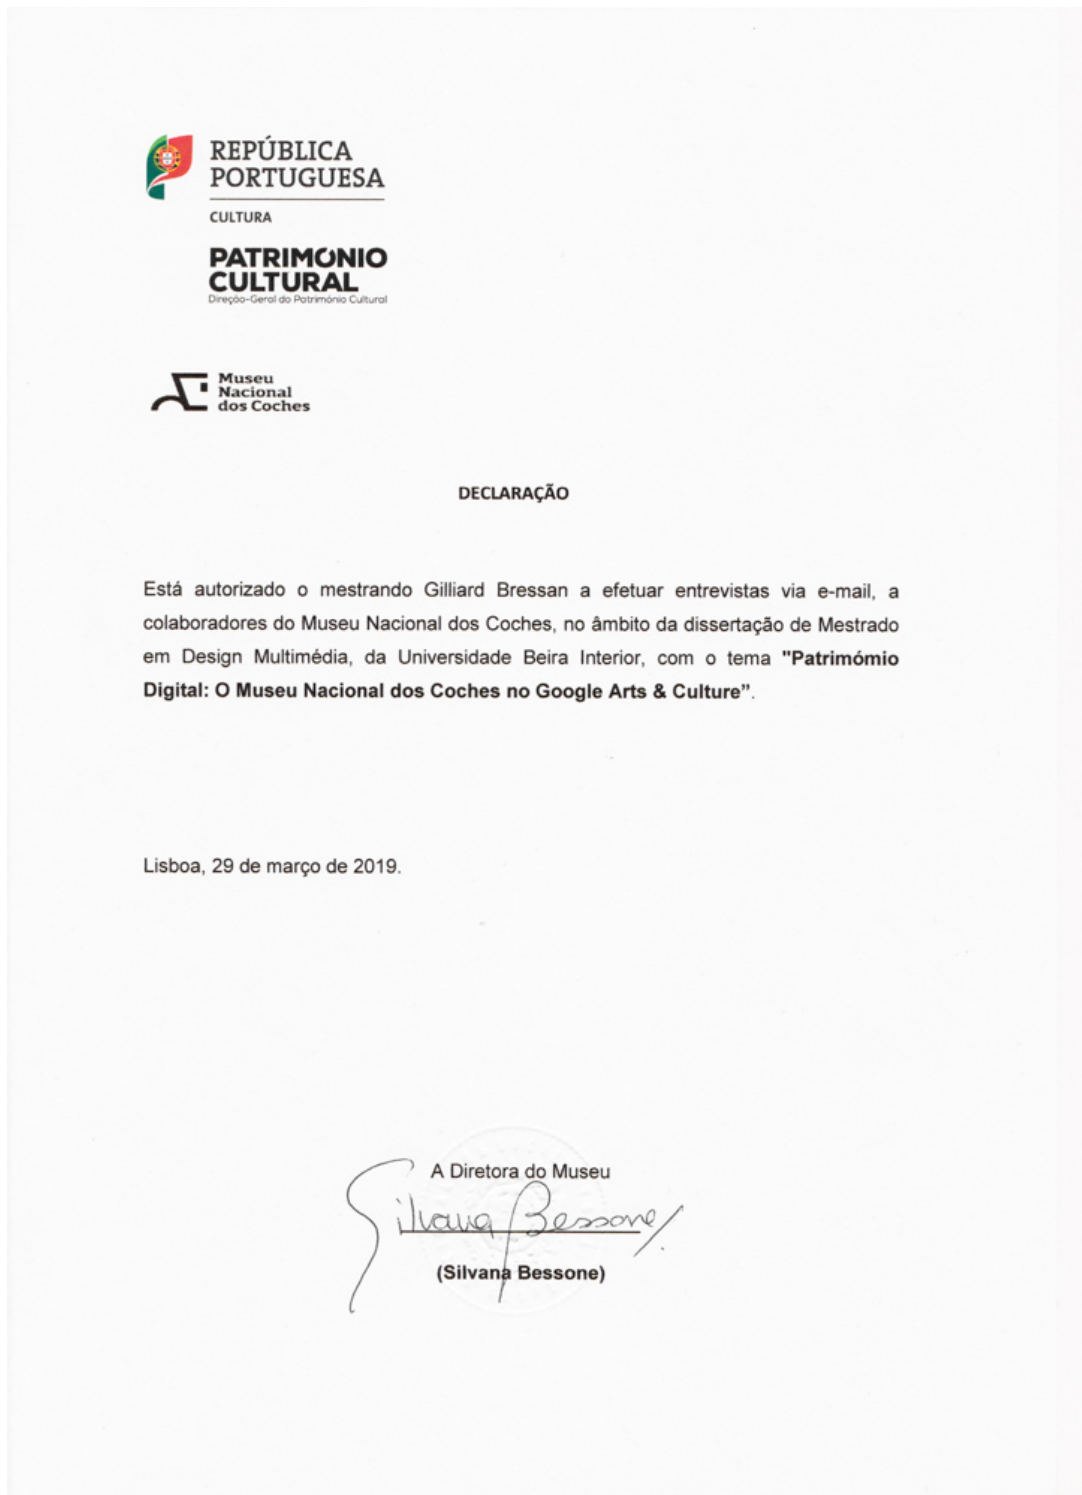 REPÚBLICA
PORTUGUESA
CULTURA
PATRIMÓNIO
CULTURAL
Direção-Geral do Património Cultural
Museu
Nacional
dos Coches
DECLARAÇÃO
Está autorizado o mestrando Gilliard Bressan a efetuar entrevistas via e-mail, a
colaboradores do Museu Nacional dos Coches, no âmbito da dissertação de Mestrado
em Design Multimédia, da Universidade Beira Interior, com o tema "Patrimómio
Digital: O Museu Nacional dos Coches no Google Arts & Culture”.
Lisboa, 29 de março de 2019.
A Diretora do Museu
Silvana Bessone
(Silvana Bessone)